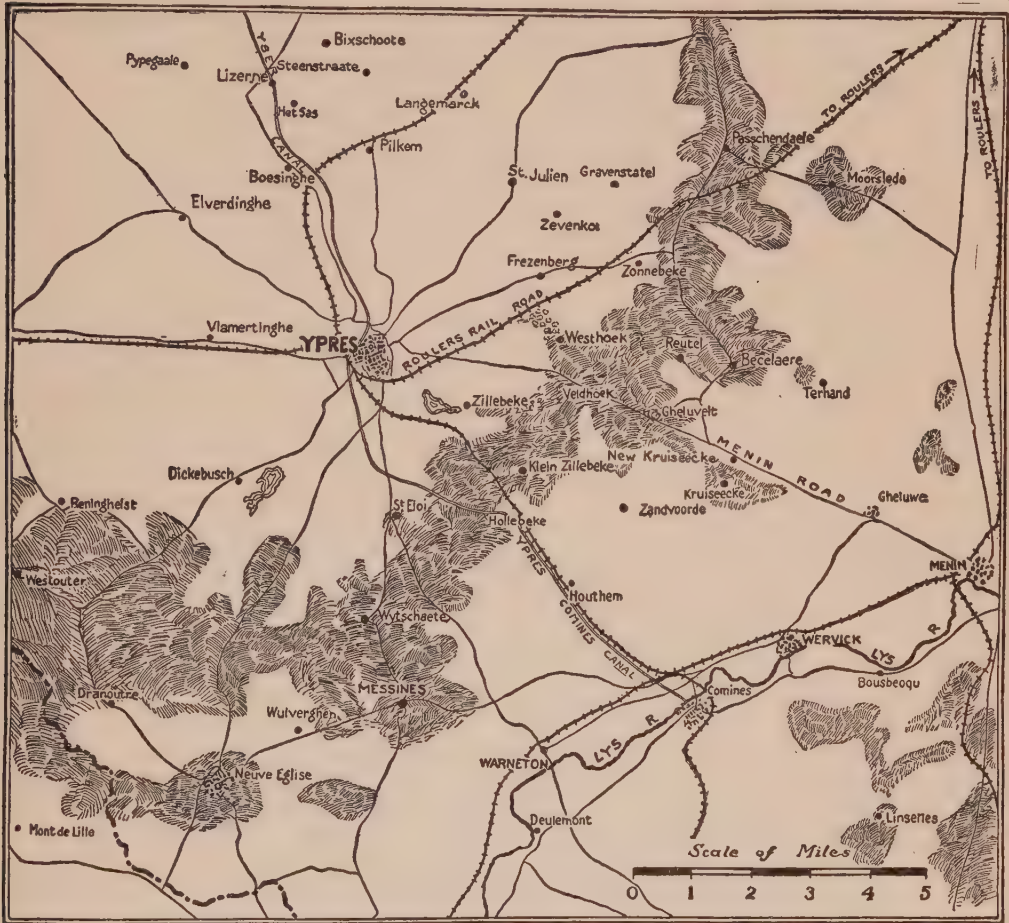 Bixschoote
YSER
Pypegaale
Steenstraate
Lizerne
Het Sas
Langemarck
CANAL
Pilkem
Boesinghe
TO ROULERS
TO ROULERS
Passchendaele
St. Julien
Gravenstatel
Moorslede
Elverdinghe
Zevenkot
Frezenberg
Zonnebeke
Vlamertinghe
YPRES
ROULERS RAIL ROAD
Westhoek
Reutel
Becelaere
Terhand
Zillebeke
Veldhoek
Gheluvelt
MENIN ROAD
New Kruiseecke
Klein Zillebeke
Dickebusch
Kruiseecke
Gheluwe
Reninghelst
St Eloi
Zandvoorde
Hollebeke
YPRES COMINES CANAL
MENIN
Westouter
Houthem
Wytschaete
WERVICK
LYS R
Bousbeoqu
Dranoutre
MESSINES
Comines
Wulverghen
LYS R.
WARNETON
Neuve Eglise
Mont de Lille
Deulemont
Linselles
Scale of Miles
0 1 2 3 4 5